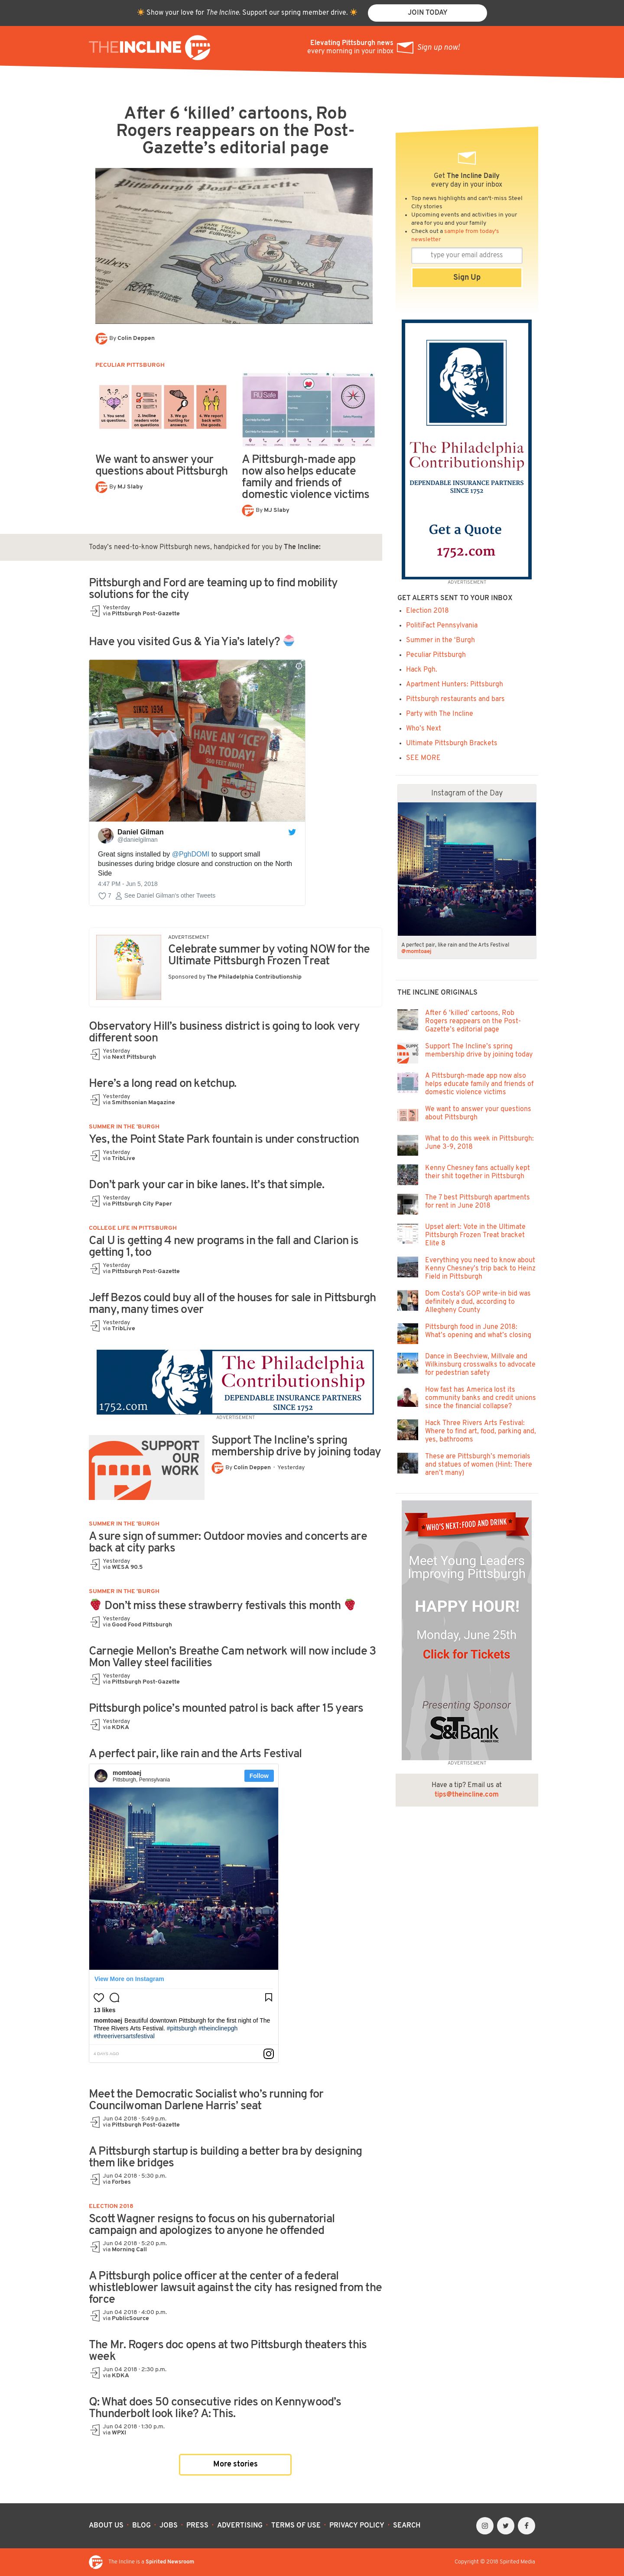 Show your love for The Incline. Support our spring member drive.
JOIN TODAY
THEINCLINE
Elevating Pittsburgh news
every morning in your inbox
Sign up now!
After 6 ‘killed’ cartoons, Rob
Rogers reappears on the Post-
Gazette’s editorial page
Post-Gazette
TRADE WAR
By Colin Deppen
PECULIAR PITTSBURGH
1. You send us questions.
2. Incline readers vote on questions.
3. We go hunting for answers.
4. We report back with the goods.
We want to answer your
questions about Pittsburgh
By MJ Slaby
RUSafe
A Pittsburgh-made app
now also helps educate
family and friends of
domestic violence victims
By MJ Slaby
Today’s need-to-know Pittsburgh news, handpicked for you by The Incline:
Pittsburgh and Ford are teaming up to find mobility
solutions for the city
Yesterday
via Pittsburgh Post-Gazette
Have you visited Gus & Yia Yia’s lately?
SINCE 1934
HAVE AN “ICE”
DAY TODAY!
Daniel Gilman
@danielgilman
Great signs installed by @PghDOMI to support small
businesses during bridge closure and construction on the North
Side
4:47 PM - Jun 5, 2018
7 See Daniel Gilman's other Tweets
ADVERTISEMENT
Celebrate summer by voting NOW for the
Ultimate Pittsburgh Frozen Treat
Sponsored by The Philadelphia Contributionship
Observatory Hill’s business district is going to look very
different soon
Yesterday
via Next Pittsburgh
Here’s a long read on ketchup.
Yesterday
via Smithsonian Magazine
SUMMER IN THE 'BURGH
Yes, the Point State Park fountain is under construction
Yesterday
via TribLive
Don’t park your car in bike lanes. It’s that simple.
Yesterday
via Pittsburgh City Paper
COLLEGE LIFE IN PITTSBURGH
Cal U is getting 4 new programs in the fall and Clarion is
getting 1, too
Yesterday
via Pittsburgh Post-Gazette
Jeff Bezos could buy all of the houses for sale in Pittsburgh
many, many times over
Yesterday
via TribLive
1752.com
The Philadelphia
Contributionship
DEPENDABLE INSURANCE PARTNERS
SINCE 1752
ADVERTISEMENT
SUPPORT
OUR
WORK
Support The Incline’s spring
membership drive by joining today
By Colin Deppen · Yesterday
SUMMER IN THE 'BURGH
A sure sign of summer: Outdoor movies and concerts are
back at city parks
Yesterday
via WESA 90.5
SUMMER IN THE 'BURGH
Don’t miss these strawberry festivals this month
Yesterday
via Good Food Pittsburgh
Carnegie Mellon’s Breathe Cam network will now include 3
Mon Valley steel facilities
Yesterday
via Pittsburgh Post-Gazette
Pittsburgh police’s mounted patrol is back after 15 years
Yesterday
via KDKA
A perfect pair, like rain and the Arts Festival
momtoaej
Pittsburgh, Pennsylvania
Follow
View More on Instagram
13 likes
momtoaej Beautiful downtown Pittsburgh for the first night of The
Three Rivers Arts Festival. #pittsburgh #theinclinepgh
#threeriversartsfestival
Meet the Democratic Socialist who’s running for
Councilwoman Darlene Harris’ seat
Jun 04 2018 · 5:49 p.m.
via Pittsburgh Post-Gazette
A Pittsburgh startup is building a better bra by designing
them like bridges
Jun 04 2018 · 5:30 p.m.
via Forbes
ELECTION 2018
Scott Wagner resigns to focus on his gubernatorial
campaign and apologizes to anyone he offended
Jun 04 2018 · 5:20 p.m.
via Morning Call
A Pittsburgh police officer at the center of a federal
whistleblower lawsuit against the city has resigned from the
force
Jun 04 2018 · 4:00 p.m.
via PublicSource
The Mr. Rogers doc opens at two Pittsburgh theaters this
week
Jun 04 2018 · 2:30 p.m.
via KDKA
Q: What does 50 consecutive rides on Kennywood’s
Thunderbolt look like? A: This.
Jun 04 2018 · 1:30 p.m.
via WPXI
More stories
Get The Incline Daily
every day in your inbox
Top news highlights and can't-miss Steel
City stories
Upcoming events and activities in your
area for you and your family
Check out a sample from today's
newsletter
type your email address
Sign Up
The Philadelphia
Contributionship
DEPENDABLE INSURANCE PARTNERS
SINCE 1752
Get a Quote
1752.com
ADVERTISEMENT
GET ALERTS SENT TO YOUR INBOX
Election 2018
PolitiFact Pennsylvania
Summer in the 'Burgh
Peculiar Pittsburgh
Hack Pgh.
Apartment Hunters: Pittsburgh
Pittsburgh restaurants and bars
Party with The Incline
Who’s Next
Ultimate Pittsburgh Brackets
SEE MORE
Instagram of the Day
A perfect pair, like rain and the Arts Festival
@momtoaej
THE INCLINE ORIGINALS
After 6 ‘killed’ cartoons, Rob
Rogers reappears on the Post-
Gazette’s editorial page
Support The Incline’s spring
membership drive by joining today
A Pittsburgh-made app now also
helps educate family and friends of
domestic violence victims
We want to answer your questions
about Pittsburgh
What to do this week in Pittsburgh:
June 3-9, 2018
Kenny Chesney fans actually kept
their shit together in Pittsburgh
The 7 best Pittsburgh apartments
for rent in June 2018
Upset alert: Vote in the Ultimate
Pittsburgh Frozen Treat bracket
Elite 8
Everything you need to know about
Kenny Chesney’s trip back to Heinz
Field in Pittsburgh
Dom Costa’s GOP write-in bid was
definitely a dud, according to
Allegheny County
Pittsburgh food in June 2018:
What’s opening and what’s closing
Dance in Beechview, Millvale and
Wilkinsburg crosswalks to advocate
for pedestrian safety
How fast has America lost its
community banks and credit unions
since the financial collapse?
Hack Three Rivers Arts Festival:
Where to find art, food, parking and,
yes, bathrooms
These are Pittsburgh’s memorials
and statues of women (Hint: There
aren’t many)
WHO'S NEXT: FOOD AND DRINK
Meet Young Leaders
Improving Pittsburgh
HAPPY HOUR!
Monday, June 25th
Click for Tickets
Presenting Sponsor
S&T Bank
MEMBER FDIC
ADVERTISEMENT
Have a tip? Email us at
tips@theincline.com
ABOUT US · BLOG · JOBS · PRESS · ADVERTISING · TERMS OF USE · PRIVACY POLICY · SEARCH
The Incline is a Spirited Newsroom
Copyright © 2018 Spirited Media